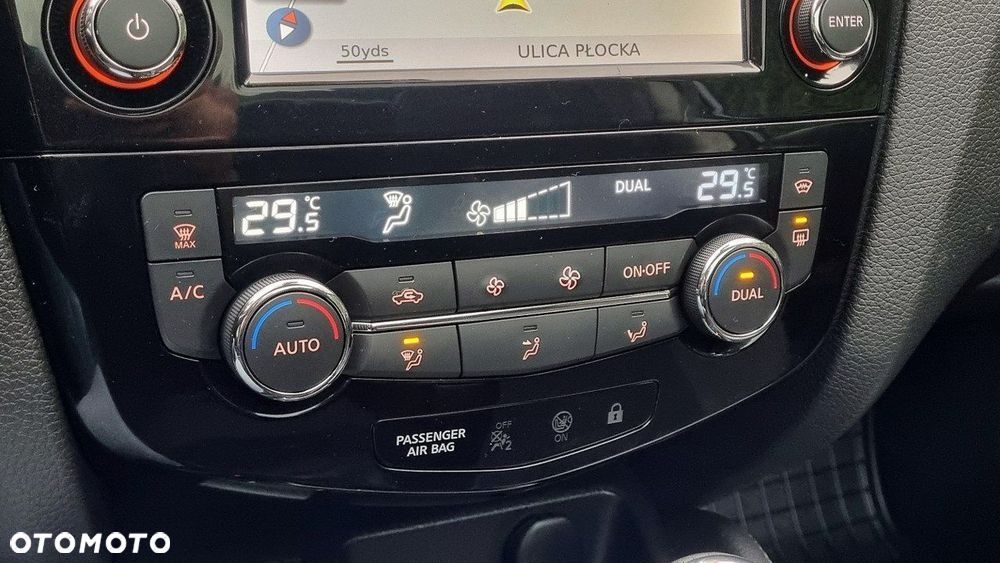 ENTER
50yds
ULICA PŁOCKA
29.5°C
DUAL
29.5°C
MAX
A/C
ON·OFF
AUTO
DUAL
PASSENGER
AIR BAG
OFF
2
ON
OTOMOTO